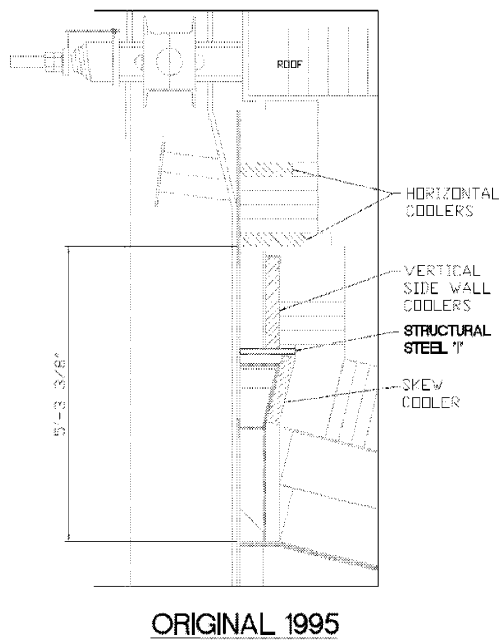 ROOF
HORIZONTAL
COOLERS
VERTICAL
SIDE WALL
COOLERS
STRUCTURAL
STEEL 'T'
SKEW
COOLER
5'-3 3/8"
ORIGINAL 1995